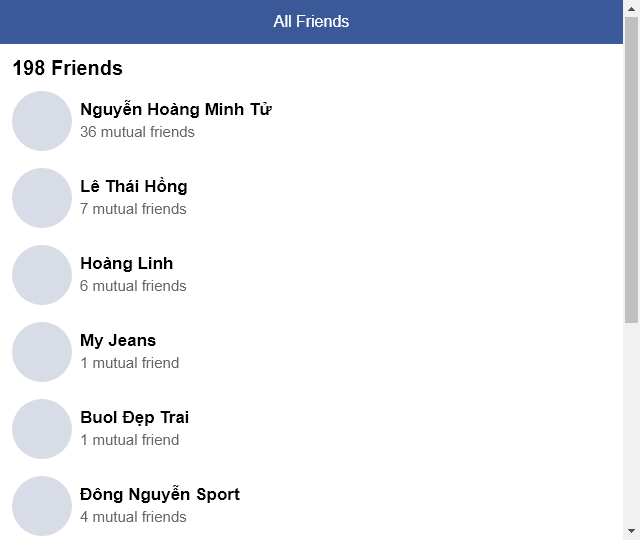 All Friends
198 Friends
Nguyễn Hoàng Minh Tử
36 mutual friends
Lê Thái Hồng
7 mutual friends
Hoàng Linh
6 mutual friends
My Jeans
1 mutual friend
Buol Đẹp Trai
1 mutual friend
Đông Nguyễn Sport
4 mutual friends